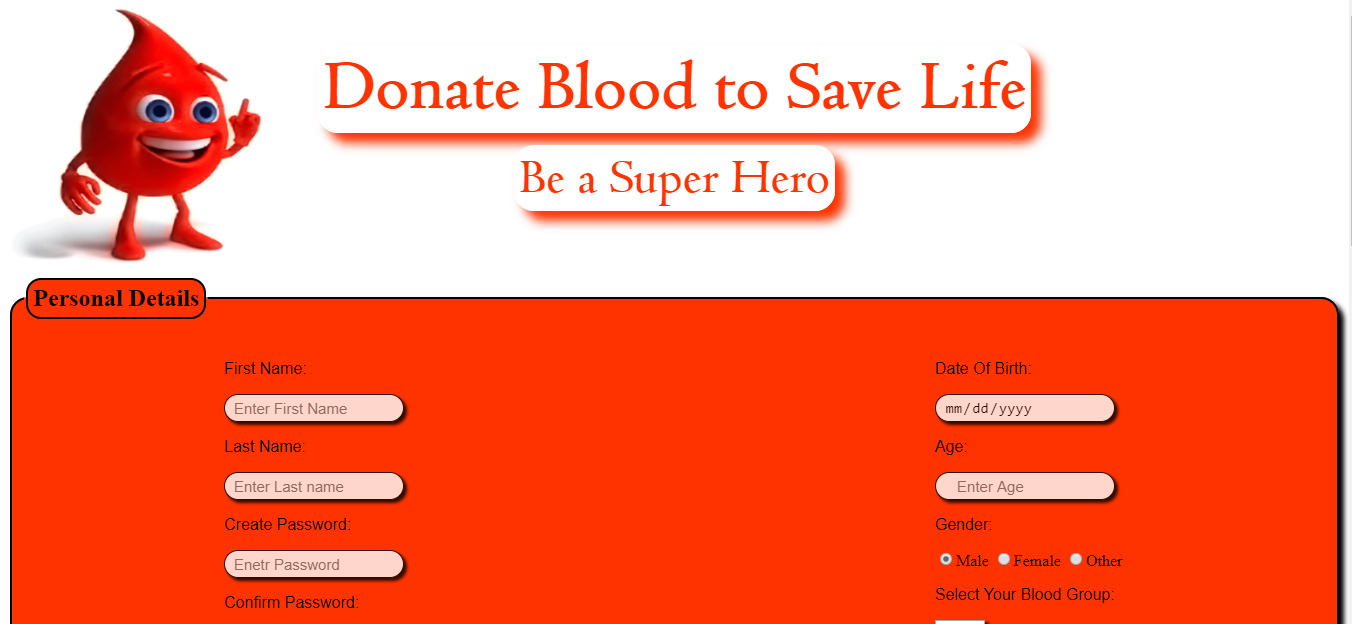 Donate Blood to Save Life
Be a Super Hero
Personal Details
First Name:
Enter First Name
Last Name:
Enter Last name
Create Password:
Enetr Password
Confirm Password:
Date Of Birth:
mm/dd/yyyy
Age:
Enter Age
Gender:
Male Female Other
Select Your Blood Group: